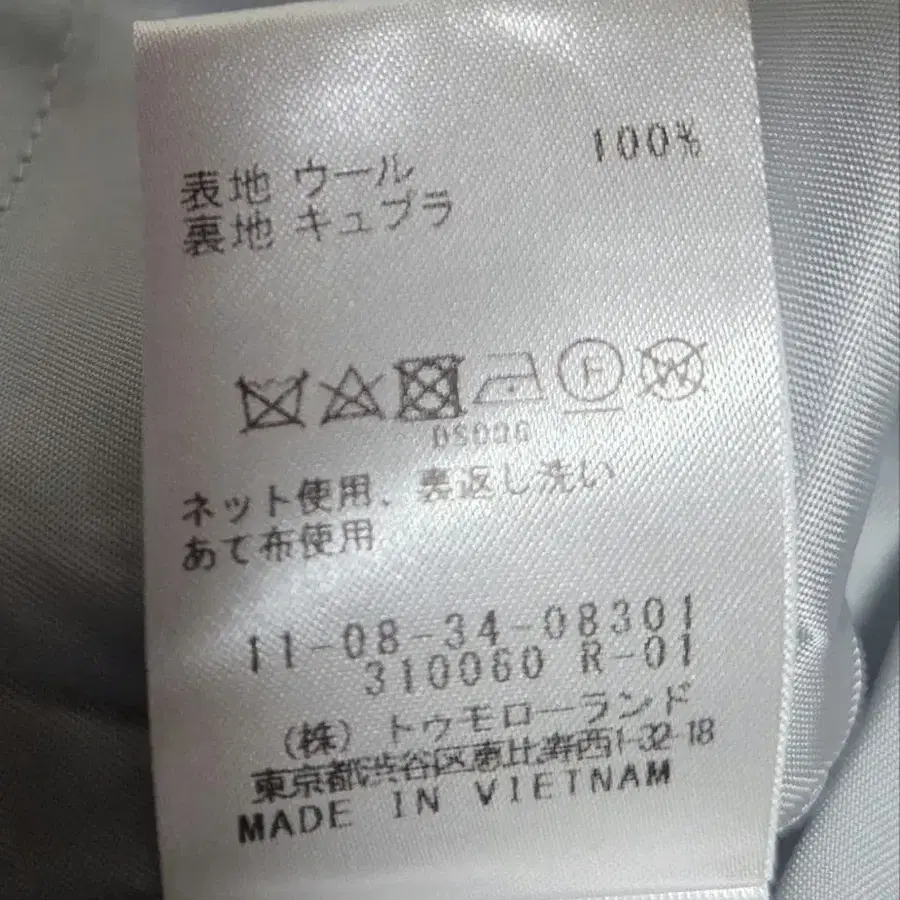 表地 ウール 100%
裏地 キュプラ
F W
DS006
ネット使用、裏返し洗い
あて布使用
11-08-34-08301
310060 R-01
(株) トゥモローランド
東京都渋谷区恵比寿西1-32-18
MADE IN VIETNAM